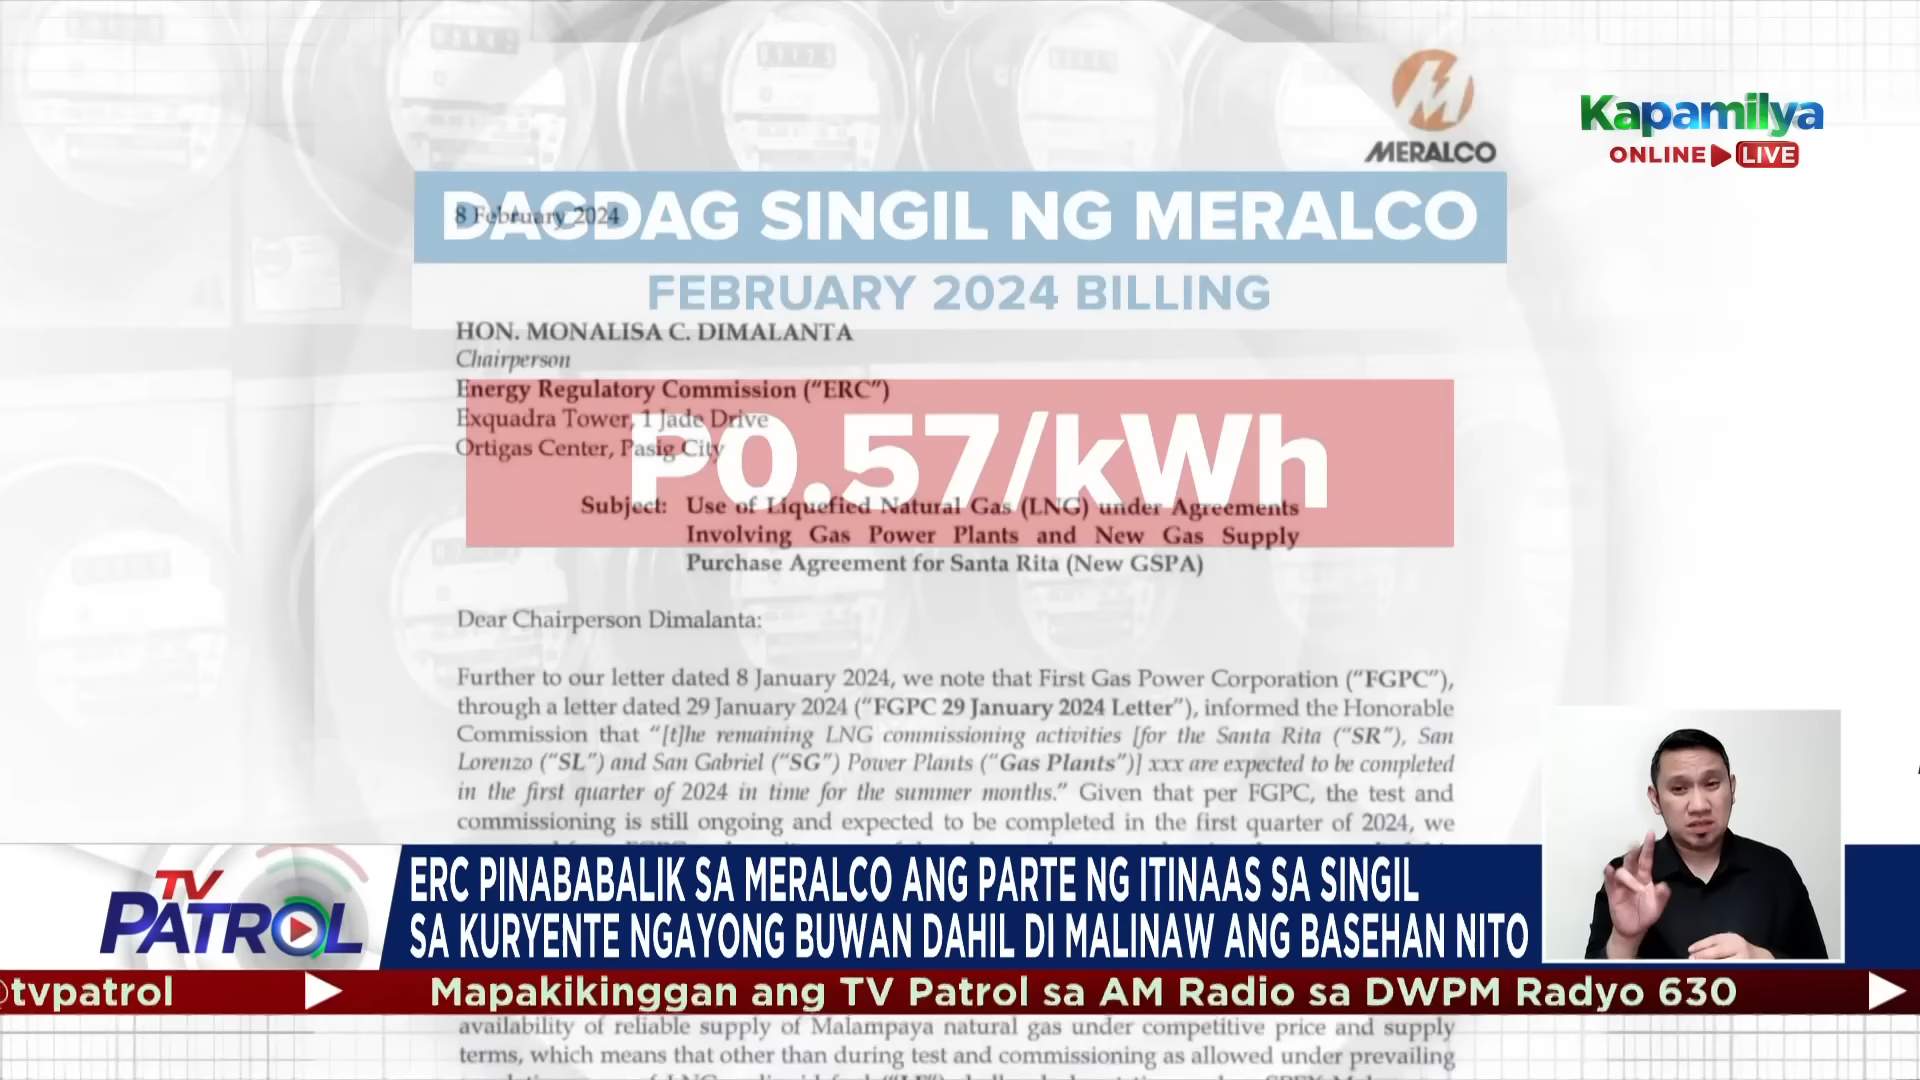 MERALCO
Kapamilya
ONLINE LIVE
DAGDAG SINGIL NG MERALCO
8 February 2024
FEBRUARY 2024 BILLING
HON. MONALISA C. DIMALANTA
Chairperson
Energy Regulatory Commission (“ERC”)
Exquadra Tower, 1 Jade Drive
Ortigas Center, Pasig City
P0.57/kWh
Subject: Use of Liquefied Natural Gas (LNG) under Agreements
Involving Gas Power Plants and New Gas Supply
Purchase Agreement for Santa Rita (New GSPA)
Dear Chairperson Dimalanta:
Further to our letter dated 8 January 2024, we note that First Gas Power Corporation (“FGPC”),
through a letter dated 29 January 2024 (“FGPC 29 January 2024 Letter”), informed the Honorable
Commission that “[t]he remaining LNG commissioning activities [for the Santa Rita (“SR”), San
Lorenzo (“SL”) and San Gabriel (“SG”) Power Plants (“Gas Plants”)] xxx are expected to be completed
in the first quarter of 2024 in time for the summer months.” Given that per FGPC, the test and
commissioning is still ongoing and expected to be completed in the first quarter of 2024, we
TV PATROL
ERC PINABABALIK SA MERALCO ANG PARTE NG ITINAAS SA SINGIL
SA KURYENTE NGAYONG BUWAN DAHIL DI MALINAW ANG BASEHAN NITO
@tvpatrol Mapakikinggan ang TV Patrol sa AM Radio sa DWPM Radyo 630
availability of reliable supply of Malampaya natural gas under competitive price and supply
terms, which means that other than during test and commissioning as allowed under prevailing